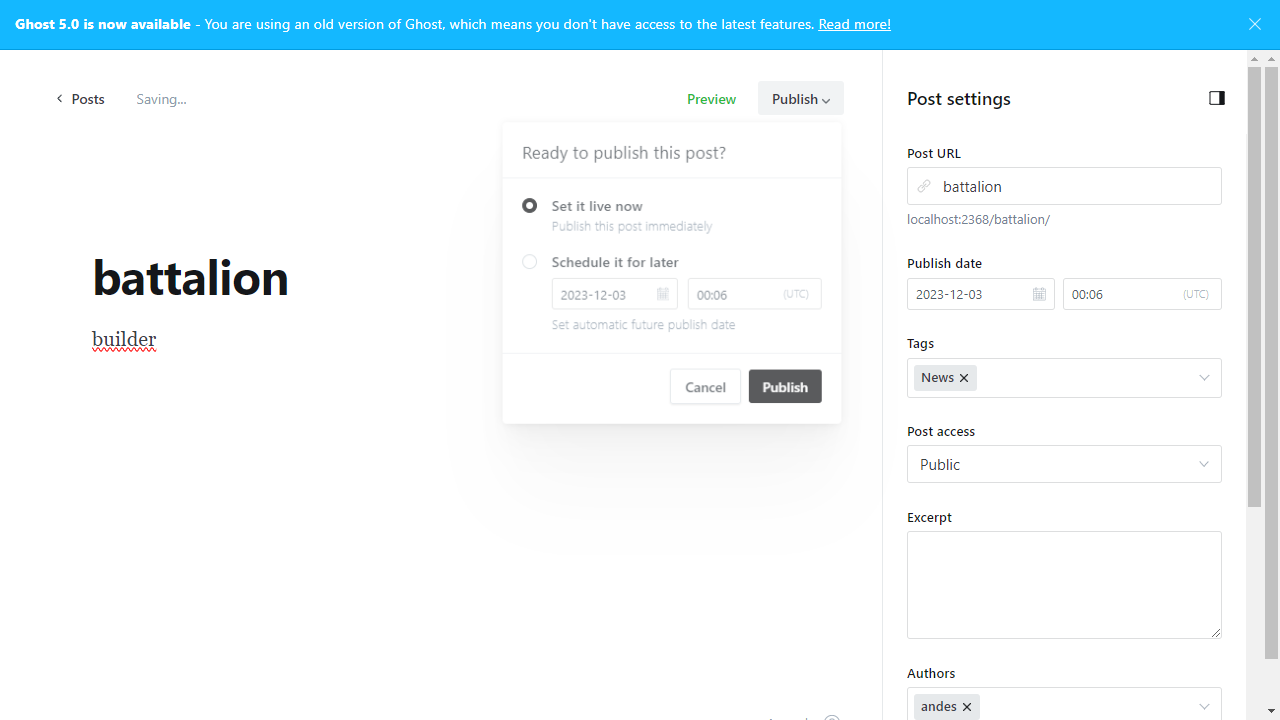 Ghost 5.0 is now available - You are using an old version of Ghost, which means you don't have access to the latest features. Read more!
Posts
Saving...
Preview
Publish
Ready to publish this post?
Set it live now
Publish this post immediately
Schedule it for later
2023-12-03
00:06
(UTC)
Set automatic future publish date
Cancel
Publish
battalion
builder
Post settings
Post URL
battalion
localhost:2368/battalion/
Publish date
2023-12-03
00:06
(UTC)
Tags
News
Post access
Public
Excerpt
Authors
andes